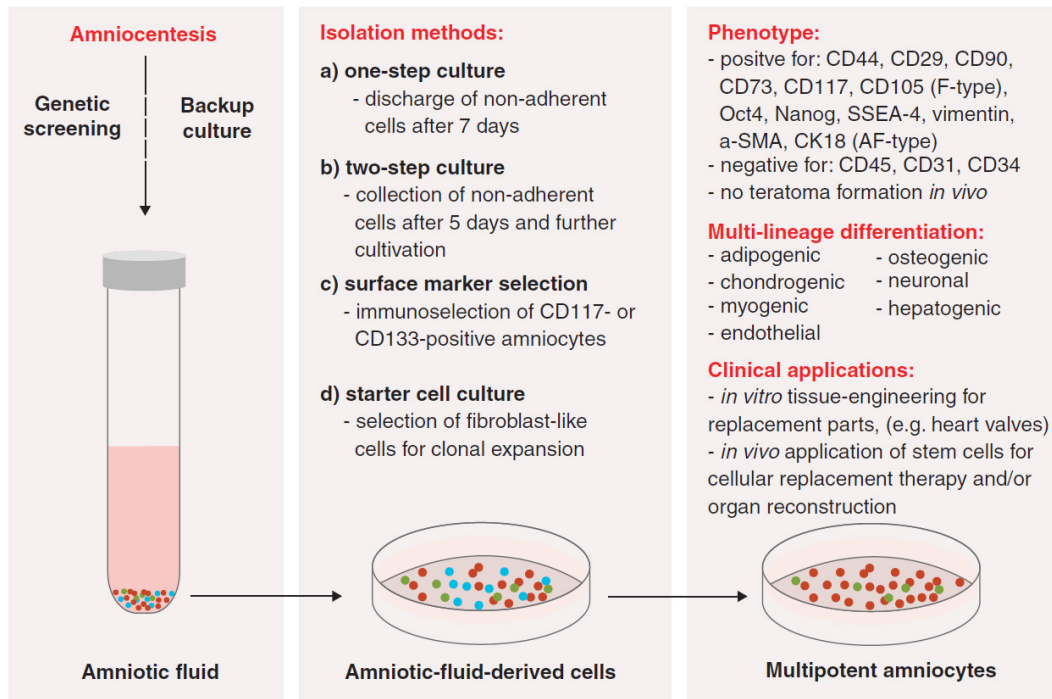 Amniocentesis
Genetic
screening
Backup
culture
Amniotic fluid
Isolation methods:
a) one-step culture
- discharge of non-adherent
cells after 7 days
b) two-step culture
- collection of non-adherent
cells after 5 days and further
cultivation
c) surface marker selection
- immunoselection of CD117- or
CD133-positive amniocytes
d) starter cell culture
- selection of fibroblast-like
cells for clonal expansion
Amniotic-fluid-derived cells
Phenotype:
- positve for: CD44, CD29, CD90,
CD73, CD117, CD105 (F-type),
Oct4, Nanog, SSEA-4, vimentin,
a-SMA, CK18 (AF-type)
- negative for: CD45, CD31, CD34
- no teratoma formation in vivo
Multi-lineage differentiation:
- adipogenic
- chondrogenic
- myogenic
- endothelial
- osteogenic
- neuronal
- hepatogenic
Clinical applications:
- in vitro tissue-engineering for
replacement parts, (e.g. heart valves)
- in vivo application of stem cells for
cellular replacement therapy and/or
organ reconstruction
Multipotent amniocytes